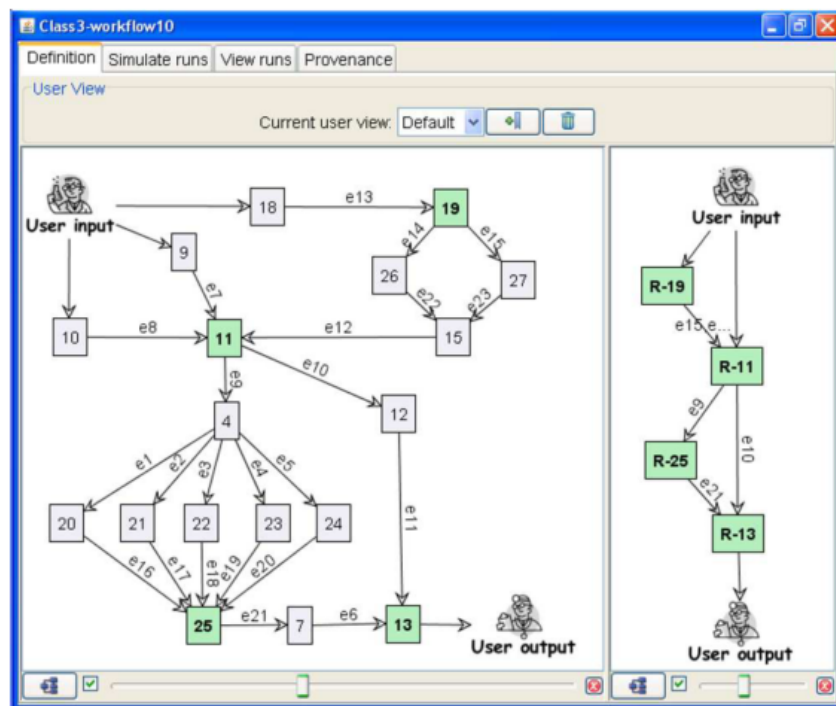 Class3-workflow10
Definition Simulate runs View runs Provenance
User View
Current user view: Default
User input
18
e13
19
9
e14
e15
26
27
e7
e22
e23
10
e8
11
e12
15
e9
e10
4
12
e1
e2
e3
e4
e5
20
21
22
23
24
e11
e16
e17
e18
e19
e20
25
e21
7
e6
13
User output
User input
R-19
e15 e...
R-11
e9
e10
R-25
e21
R-13
User output